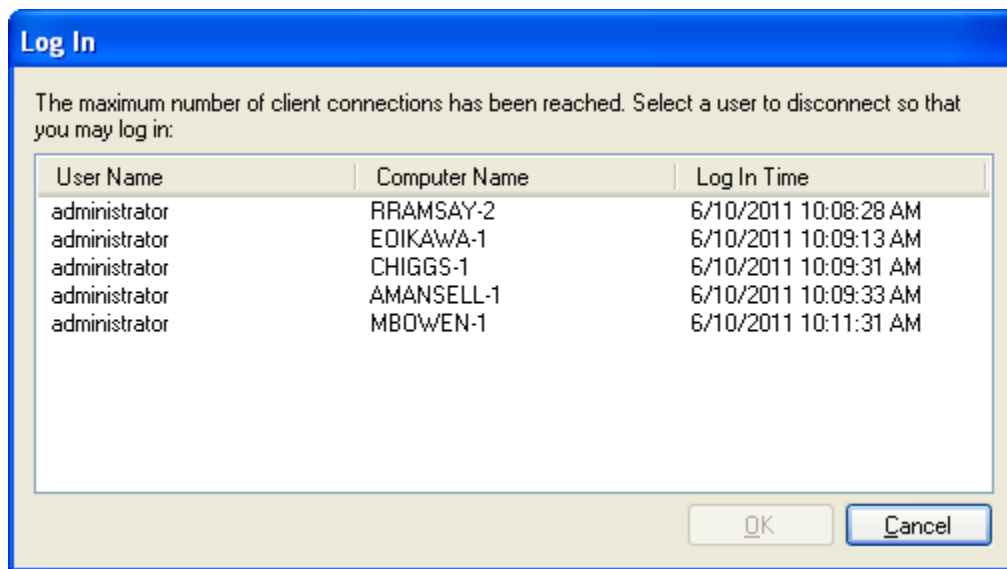 Log In
The maximum number of client connections has been reached. Select a user to disconnect so that
you may log in:
User Name Computer Name Log In Time
administrator RRAMSAY-2 6/10/2011 10:08:28 AM
administrator EOIKAWA-1 6/10/2011 10:09:13 AM
administrator CHIGGS-1 6/10/2011 10:09:31 AM
administrator AMANSELL-1 6/10/2011 10:09:33 AM
administrator MBOWEN-1 6/10/2011 10:11:31 AM
OK Cancel